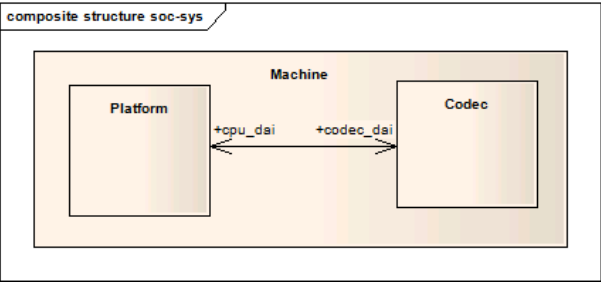 composite structure soc-sys
Machine
Platform
Codec
+cpu_dai
+codec_dai